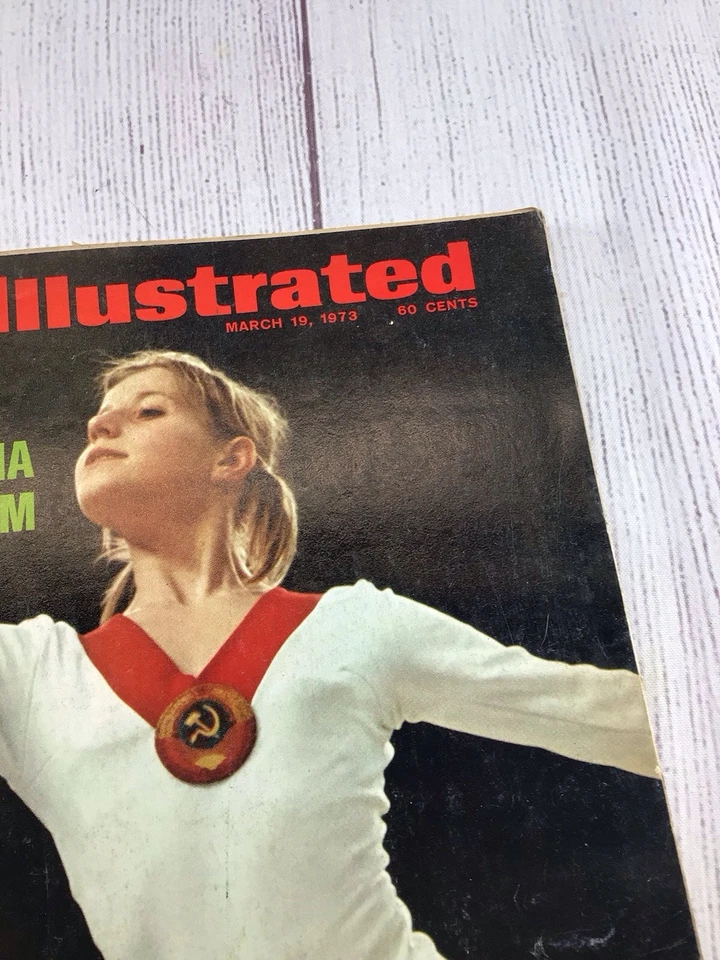 Illustrated
MARCH 19, 1973 60 CENTS
IA
M